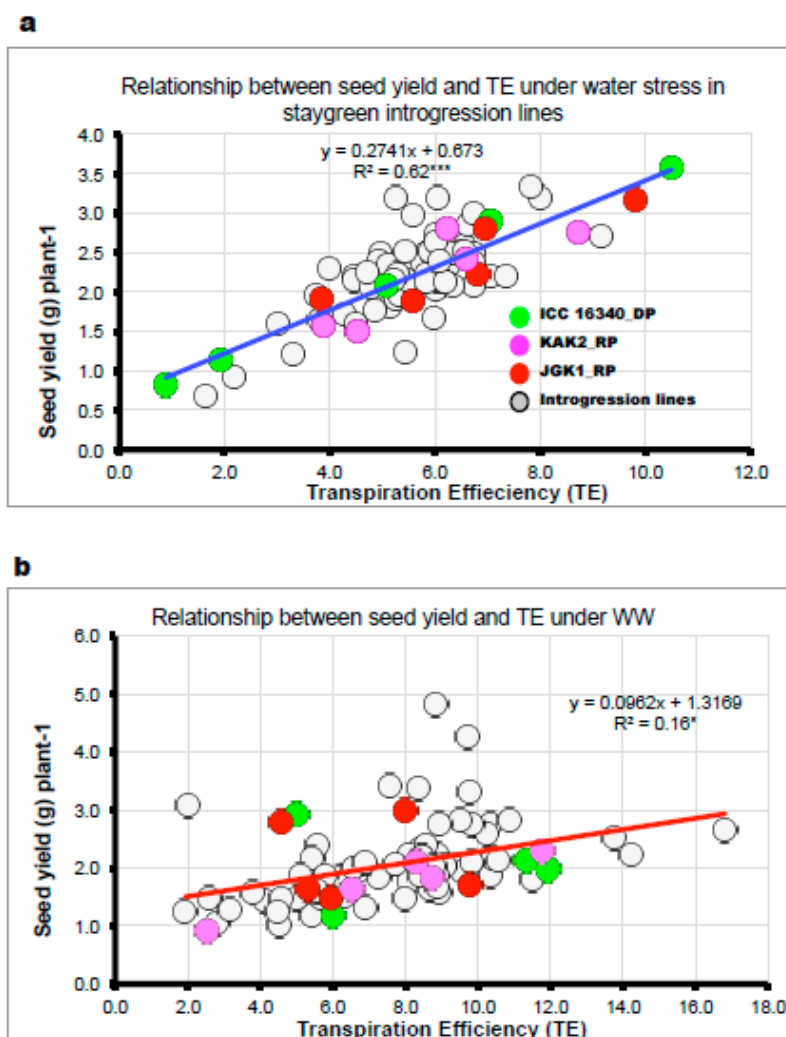 a
Relationship between seed yield and TE under water stress in
staygreen introgression lines
4.0
3.5
3.0
2.5
2.0
1.5
1.0
0.5
0.0
Seed yield (g) plant-1
y = 0.2741x + 0.673
R² = 0.62***
ICC 16340_DP
KAK2_RP
JGK1_RP
Introgression lines
0.0 2.0 4.0 6.0 8.0 10.0 12.0
Transpiration Effieciency (TE)
b
Relationship between seed yield and TE under WW
6.0
5.0
4.0
3.0
2.0
1.0
0.0
Seed yield (g) plant-1
y = 0.0962x + 1.3169
R² = 0.16*
0.0 2.0 4.0 6.0 8.0 10.0 12.0 14.0 16.0 18.0
Transpiration Efficiency (TE)